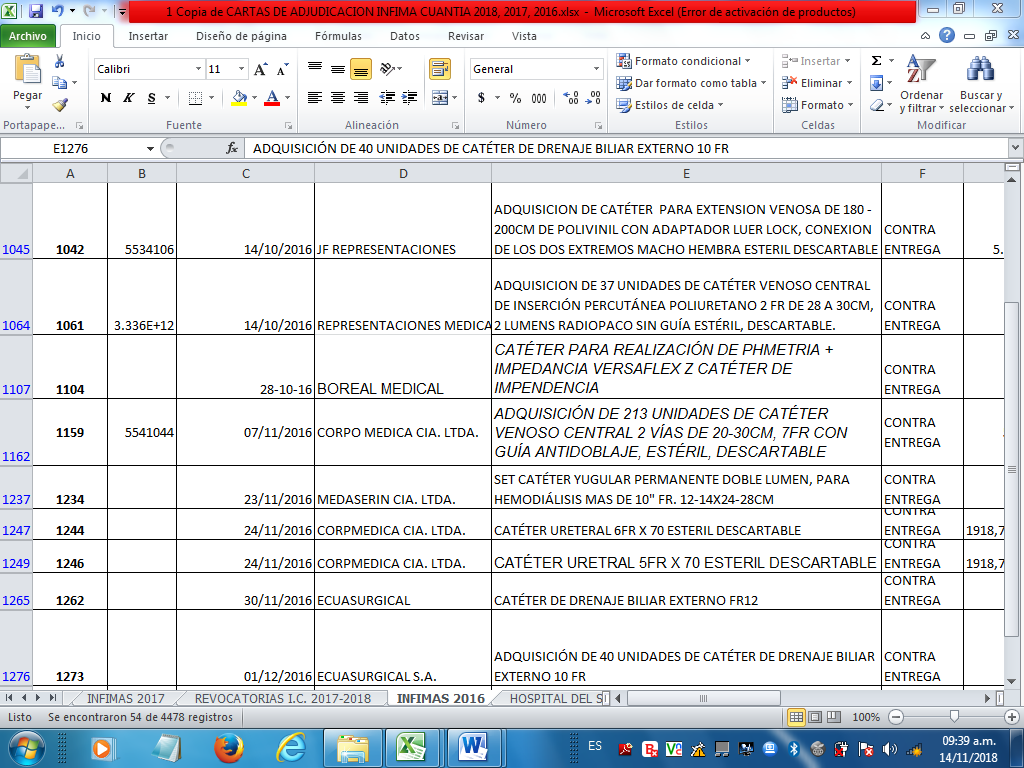 1 Copia de CARTAS DE ADJUDICACION INFIMA CUANTIA 2018, 2017, 2016.xlsx - Microsoft Excel (Error de activación de productos)
Archivo Inicio Insertar Diseño de página Fórmulas Datos Revisar Vista
Pegar
Calibri 11
N K S
General
$ % 000
Formato condicional
Dar formato como tabla
Estilos de celda
Insertar
Eliminar
Formato
Σ
Ordenar y filtrar
Buscar y seleccionar
Portapape... Fuente Alineación Número Estilos Celdas Modificar
E1276 fx ADQUISICIÓN DE 40 UNIDADES DE CATÉTER DE DRENAJE BILIAR EXTERNO 10 FR
A B C D E F
ADQUISICION DE CATÉTER PARA EXTENSION VENOSA DE 180 -
200CM DE POLIVINIL CON ADAPTADOR LUER LOCK, CONEXION CONTRA
1045 1042 5534106 14/10/2016 JF REPRESENTACIONES DE LOS DOS EXTREMOS MACHO HEMBRA ESTERIL DESCARTABLE ENTREGA 5.
ADQUISICION DE 37 UNIDADES DE CATÉTER VENOSO CENTRAL
DE INSERCIÓN PERCUTÁNEA POLIURETANO 2 FR DE 28 A 30CM, CONTRA
1064 1061 3.336E+12 14/10/2016 REPRESENTACIONES MEDICA 2 LUMENS RADIOPACO SIN GUÍA ESTÉRIL, DESCARTABLE. ENTREGA
CATÉTER PARA REALIZACIÓN DE PHMETRIA +
IMPEDANCIA VERSAFLEX Z CATÉTER DE CONTRA
1107 1104 28-10-16 BOREAL MEDICAL IMPENDENCIA ENTREGA
ADQUISICIÓN DE 213 UNIDADES DE CATÉTER CONTRA
1159 5541044 07/11/2016 CORPO MEDICA CIA. LTDA. VENOSO CENTRAL 2 VÍAS DE 20-30CM, 7FR CON ENTREGA
1162 GUÍA ANTIDOBLAJE, ESTÉRIL, DESCARTABLE
SET CATÉTER YUGULAR PERMANENTE DOBLE LUMEN, PARA CONTRA
1237 1234 23/11/2016 MEDASERIN CIA. LTDA. HEMODIÁLISIS MAS DE 10" FR. 12-14X24-28CM ENTREGA
CONTRA
1247 1244 24/11/2016 CORPMEDICA CIA. LTDA. CATÉTER URETERAL 6FR X 70 ESTERIL DESCARTABLE ENTREGA 1918,7
CONTRA
1249 1246 24/11/2016 CORPMEDICA CIA. LTDA. CATÉTER URETRAL 5FR X 70 ESTERIL DESCARTABLE ENTREGA 1918,7
CONTRA
1265 1262 30/11/2016 ECUASURGICAL CATÉTER DE DRENAJE BILIAR EXTERNO FR12 ENTREGA
ADQUISICIÓN DE 40 UNIDADES DE CATÉTER DE DRENAJE BILIAR CONTRA
1276 1273 01/12/2016 ECUASURGICAL S.A. EXTERNO 10 FR ENTREGA
INFIMAS 2017 REVOCATORIAS I.C. 2017-2018 INFIMAS 2016 HOSPITAL DEL S
Listo Se encontraron 54 de 4478 registros 100%
ES 09:39 a.m.
14/11/2018